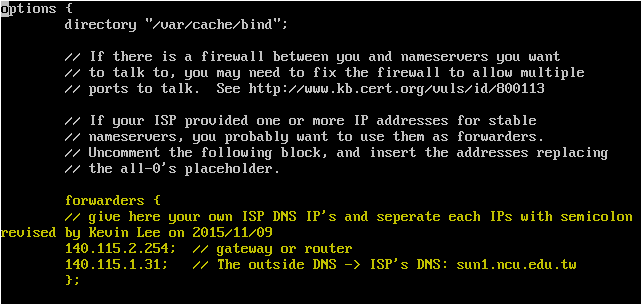 options {
directory "/var/cache/bind";
// If there is a firewall between you and nameservers you want
// to talk to, you may need to fix the firewall to allow multiple
// ports to talk.  See http://www.kb.cert.org/vuls/id/800113
// If your ISP provided one or more IP addresses for stable
// nameservers, you probably want to use them as forwarders.
// Uncomment the following block, and insert the addresses replacing
// the all-0's placeholder.
forwarders {
// give here your own ISP DNS IP's and seperate each IPs with semicolon
revised by Kevin Lee on 2015/11/09
140.115.2.254;  // gateway or router
140.115.1.31;   // The outside DNS -> ISP's DNS: sun1.ncu.edu.tw
};